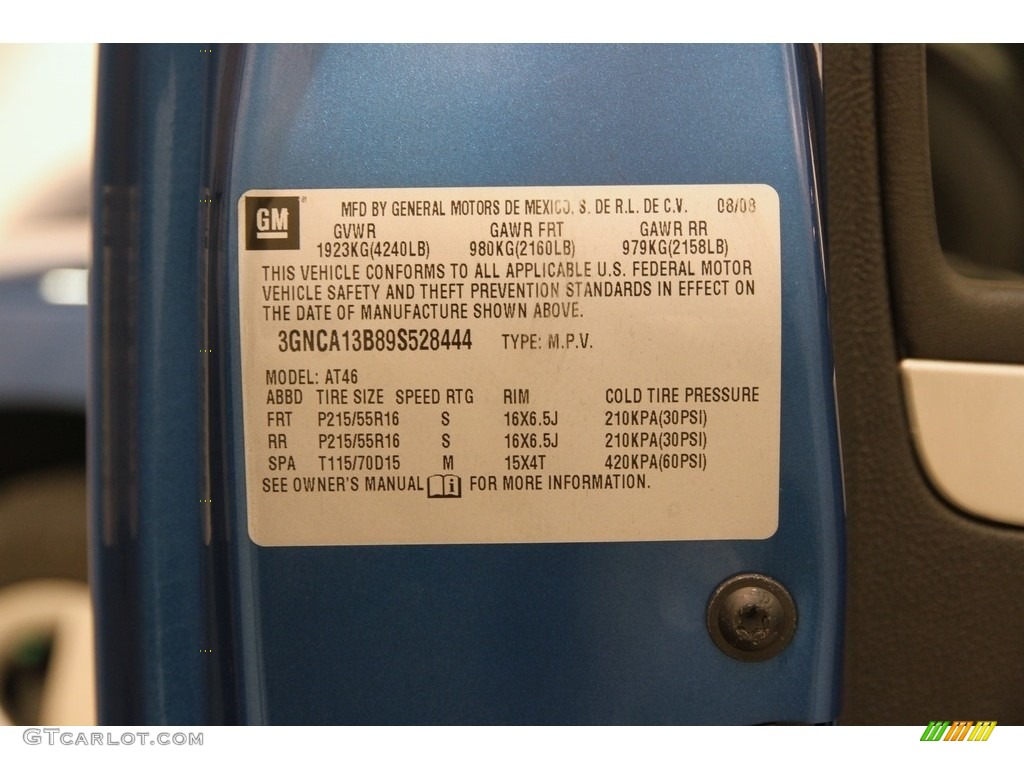 GM ® MFD BY GENERAL MOTORS DE MEXICO, S. DE R.L. DE C.V. 08/08
GVWR GAWR FRT GAWR RR
1923KG(4240LB) 980KG(2160LB) 979KG(2158LB)
THIS VEHICLE CONFORMS TO ALL APPLICABLE U.S. FEDERAL MOTOR
VEHICLE SAFETY AND THEFT PREVENTION STANDARDS IN EFFECT ON
THE DATE OF MANUFACTURE SHOWN ABOVE.
3GNCA13B89S528444 TYPE: M.P.V.
MODEL: AT46
ABBD TIRE SIZE SPEED RTG RIM COLD TIRE PRESSURE
FRT P215/55R16 S 16X6.5J 210KPA(30PSI)
RR P215/55R16 S 16X6.5J 210KPA(30PSI)
SPA T115/70D15 M 15X4T 420KPA(60PSI)
SEE OWNER'S MANUAL i FOR MORE INFORMATION.
GTCarlot.com